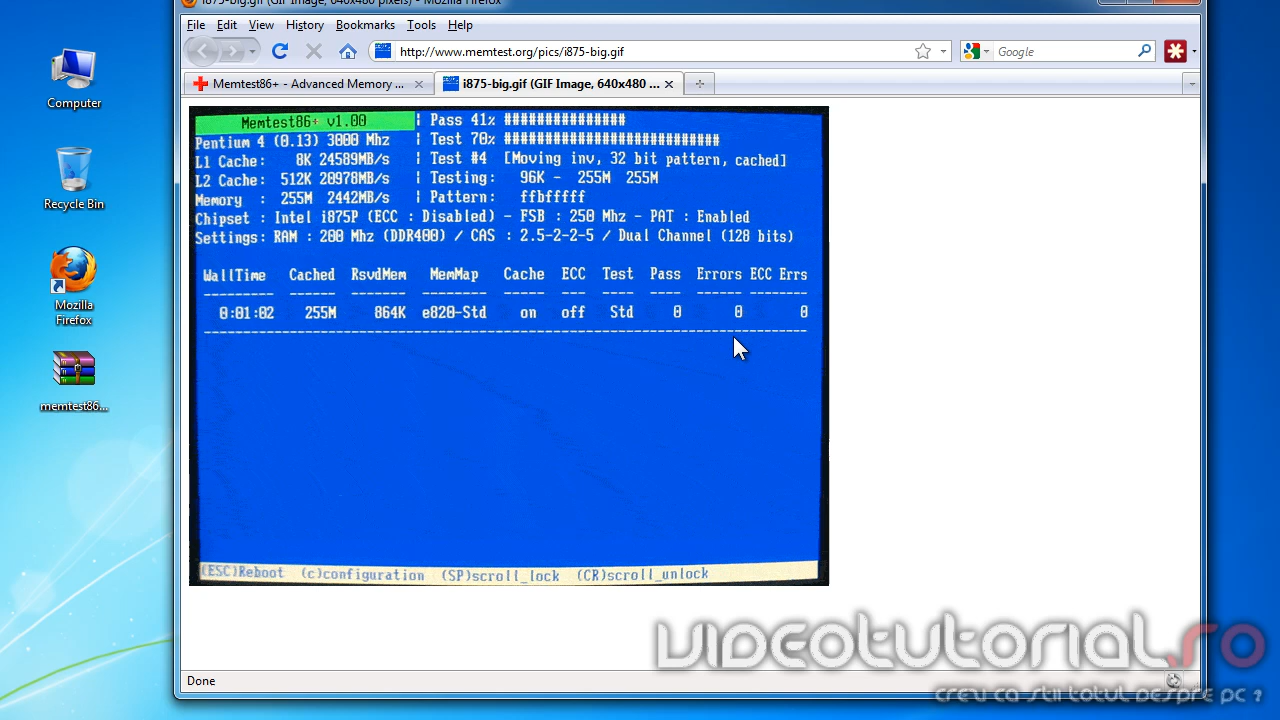 i875-big.gif (GIF Image, 640x480 pixels) - Mozilla Firefox
File Edit View History Bookmarks Tools Help
http://www.memtest.org/pics/i875-big.gif
Google
Memtest86+ - Advanced Memory ...
i875-big.gif (GIF Image, 640x480 ...
Computer
Recycle Bin
Mozilla
Firefox
memtest86...
Memtest86+ v1.00 | Pass 41% ###############
Pentium 4 (0.13) 3000 Mhz | Test 70% ###########################
L1 Cache: 8K 24589MB/s | Test #4 [Moving inv, 32 bit pattern, cached]
L2 Cache: 512K 20978MB/s | Testing: 96K - 255M 255M
Memory : 255M 2442MB/s | Pattern: ffbfffff
Chipset : Intel i875P (ECC : Disabled) - FSB : 250 Mhz - PAT : Enabled
Settings: RAM : 200 Mhz (DDR400) / CAS : 2.5-2-2-5 / Dual Channel (128 bits)
WallTime Cached RsvdMem MemMap Cache ECC Test Pass Errors ECC Errs
0:01:02 255M 864K e820-Std on off Std 0 0 0
(ESC)Reboot (c)configuration (SP)scroll_lock (CR)scroll_unlock
Done
VIDEOTUTORIAL.RO
creu ca stii totul despre pc ?